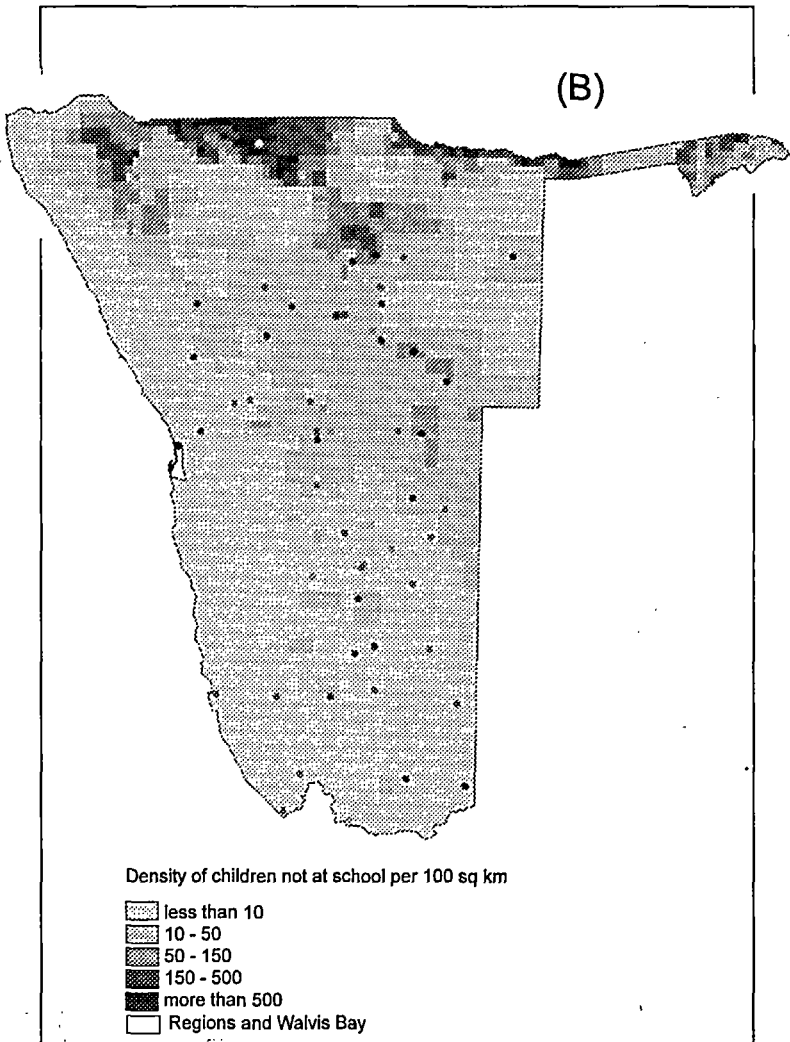 (B)
Density of children not at school per 100 sq km
less than 10
10 - 50
50 - 150
150 - 500
more than 500
Regions and Walvis Bay